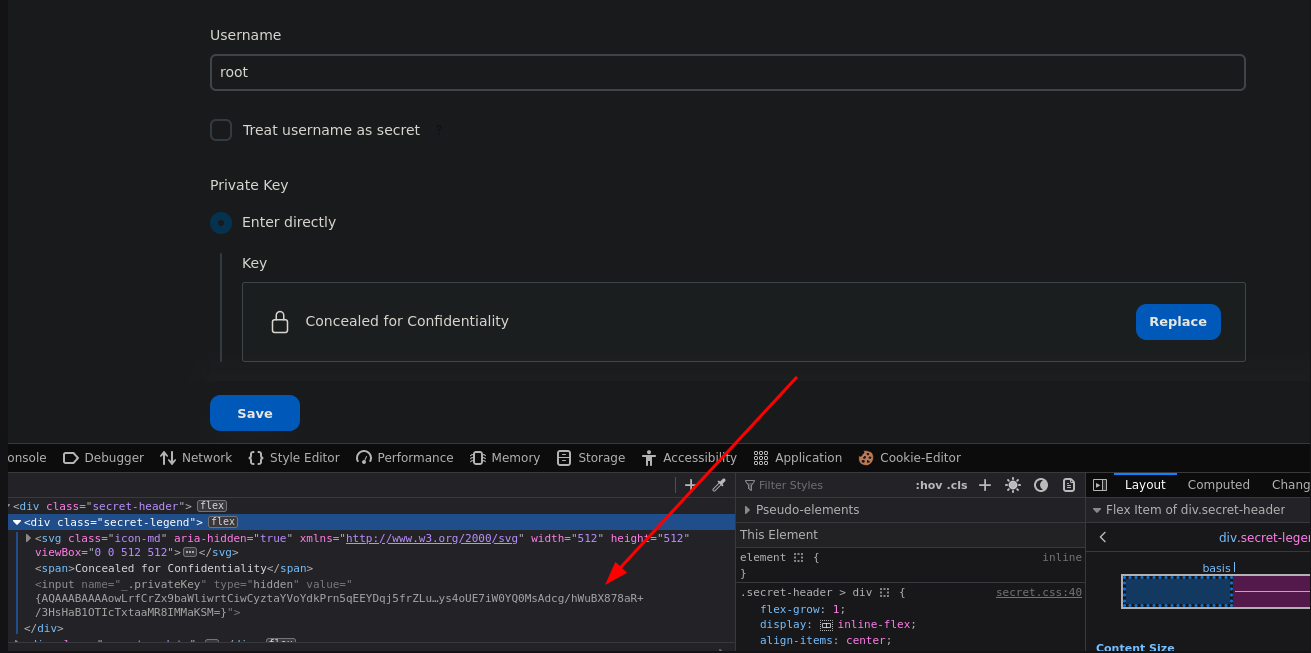 Username
root
Treat username as secret ?
Private Key
Enter directly
Key
Concealed for Confidentiality
Replace
Save
onsole Debugger Network Style Editor Performance Memory Storage Accessibility Application Cookie-Editor
+ Filter Styles :hov .cls + Layout Computed Chang
<div class="secret-header"> flex
<div class="secret-legend"> flex
<svg class="icon-md" aria-hidden="true" xmlns="http://www.w3.org/2000/svg" width="512" height="512"
viewBox="0 0 512 512"> ••• </svg>
<span>Concealed for Confidentiality</span>
<input name="_.privateKey" type="hidden" value="
{AQAAABAAAAowLrfCrZx9baWliwrtCiwCyztaYVoYdkPrn5qEEYDqj5frZLu…ys4oUE7iW0YQ0MsAdcg/hWuBX878aR+
/3HsHaB1OTIcTxtaaMR8IMMaKSM=}">
</div>
Pseudo-elements
This Element
element { inline
}
.secret-header > div { secret.css:40
flex-grow: 1;
display: inline-flex;
align-items: center;
Flex Item of div.secret-header
div.secret-leger
basis
Content Size